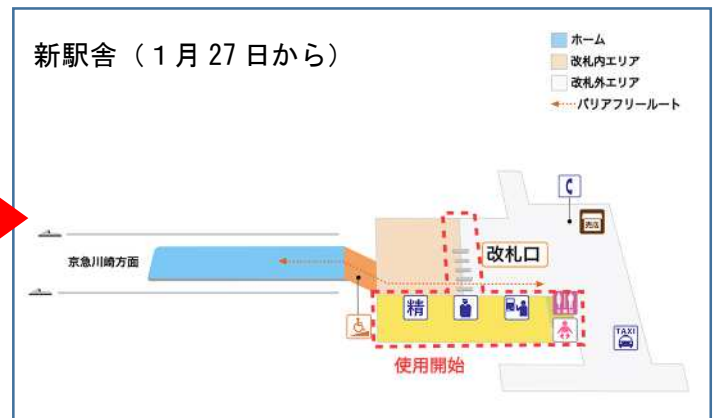 新駅舎（１月 27 日から）
ホーム
改札内エリア
改札外エリア
バリアフリールート
売店
改札口
京急川崎方面
精
TAXI
使用開始